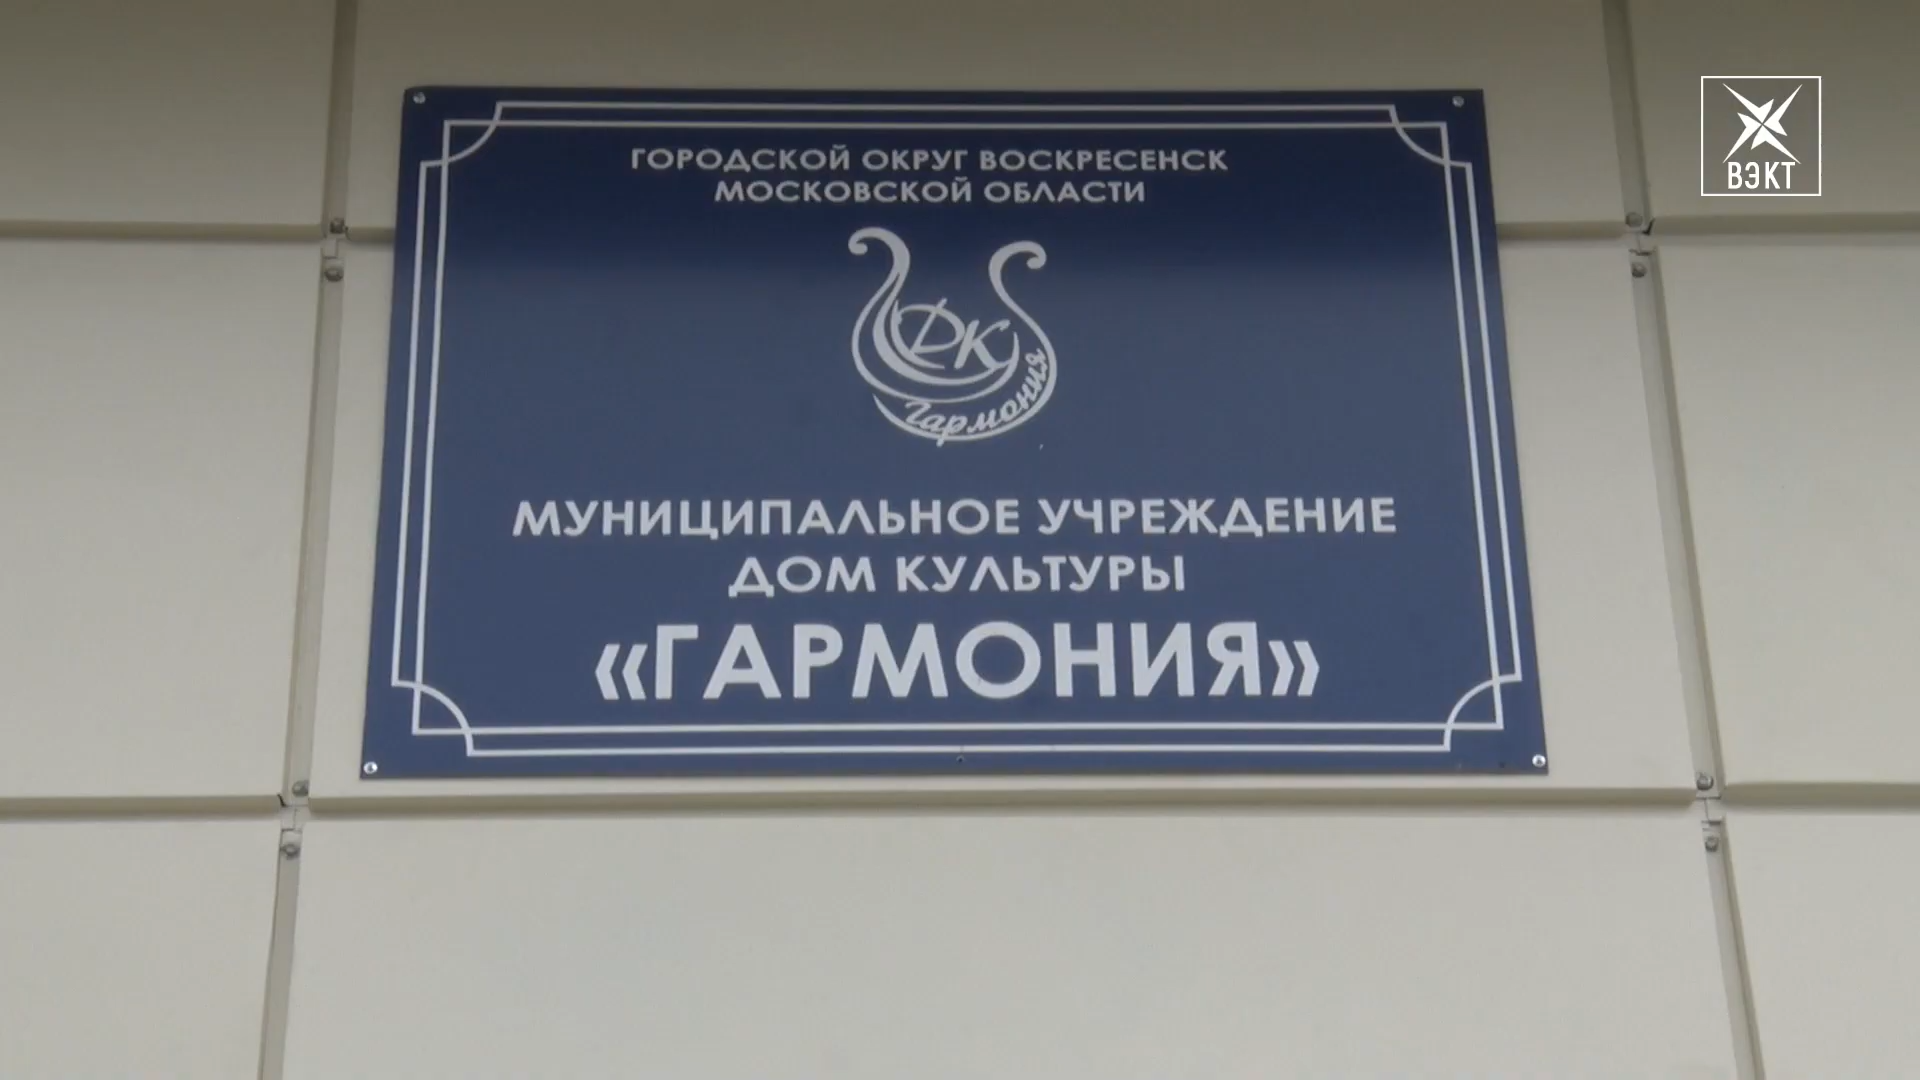 ГОРОДСКОЙ ОКРУГ ВОСКРЕСЕНСК
МОСКОВСКОЙ ОБЛАСТИ
ДК
Гармония
МУНИЦИПАЛЬНОЕ УЧРЕЖДЕНИЕ
ДОМ КУЛЬТУРЫ
«ГАРМОНИЯ»
ВЭКТ